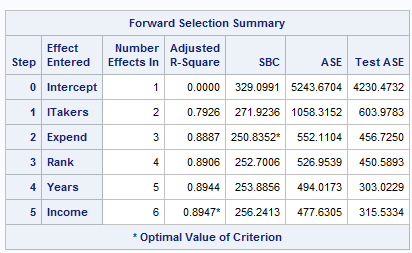 Forward Selection Summary
Step Effect Entered Number Effects In Adjusted R-Square SBC ASE Test ASE
0 Intercept 1 0.0000 329.0991 5243.6704 4230.4732
1 lTakers 2 0.7926 271.9236 1058.3152 603.9783
2 Expend 3 0.8887 250.8352* 552.1104 456.7250
3 Rank 4 0.8906 252.7006 526.9539 450.5893
4 Years 5 0.8944 253.8856 494.0173 303.0229
5 Income 6 0.8947* 256.2413 477.6305 315.5334
* Optimal Value of Criterion